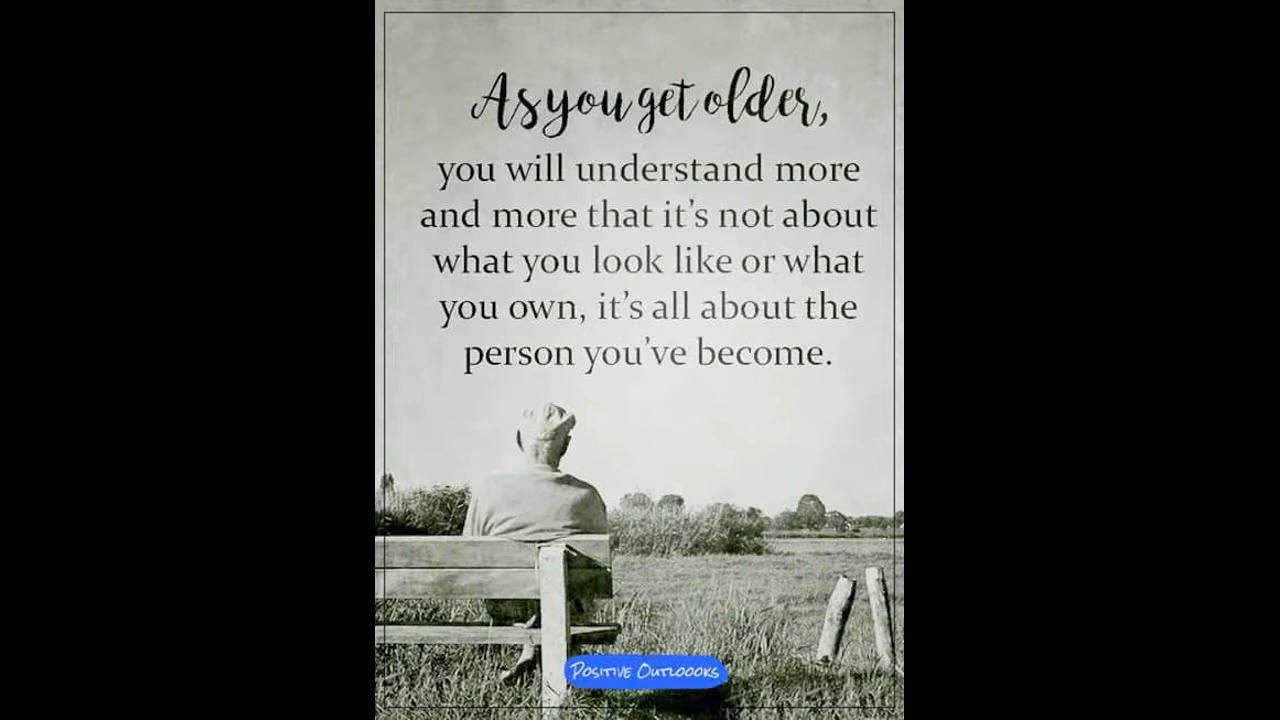 As you get older,
you will understand more
and more that it's not about
what you look like or what
you own, it's all about the
person you've become.
POSITIVE OUTLOOOKS